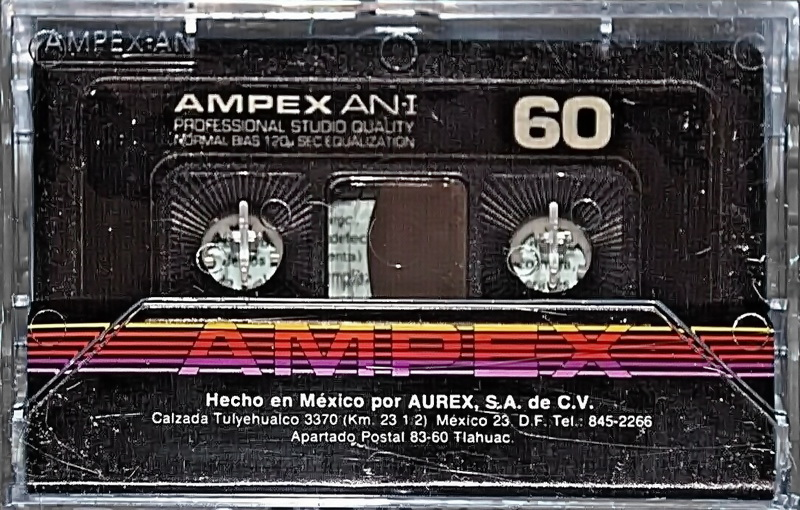 AMPEX:AN
AMPEX AN·I
60
PROFESSIONAL STUDIO QUALITY
NORMAL BIAS 120µ SEC EQUALIZATION
AMPEX
Hecho en México por AUREX, S.A. de C.V.
Calzada Tulyehualco 3370 (Km. 23 1 2) México 23, D.F. Tel.: 845-2266
Apartado Postal 83-60 Tlahuac.